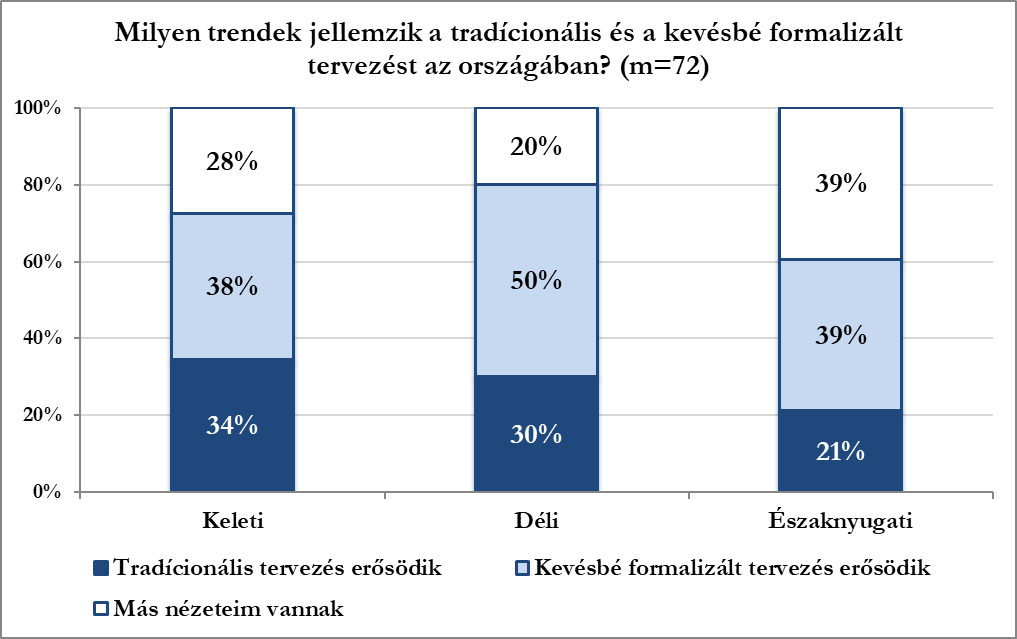 Milyen trendek jellemzik a tradícionális és a kevésbé formalizált
tervezést az országában? (m=72)
100%
80%
60%
40%
20%
0%
28%
20%
39%
38%
50%
39%
34%
30%
21%
Keleti
Déli
Északnyugati
Tradícionális tervezés erősödik
Kevésbé formalizált tervezés erősödik
Más nézeteim vannak